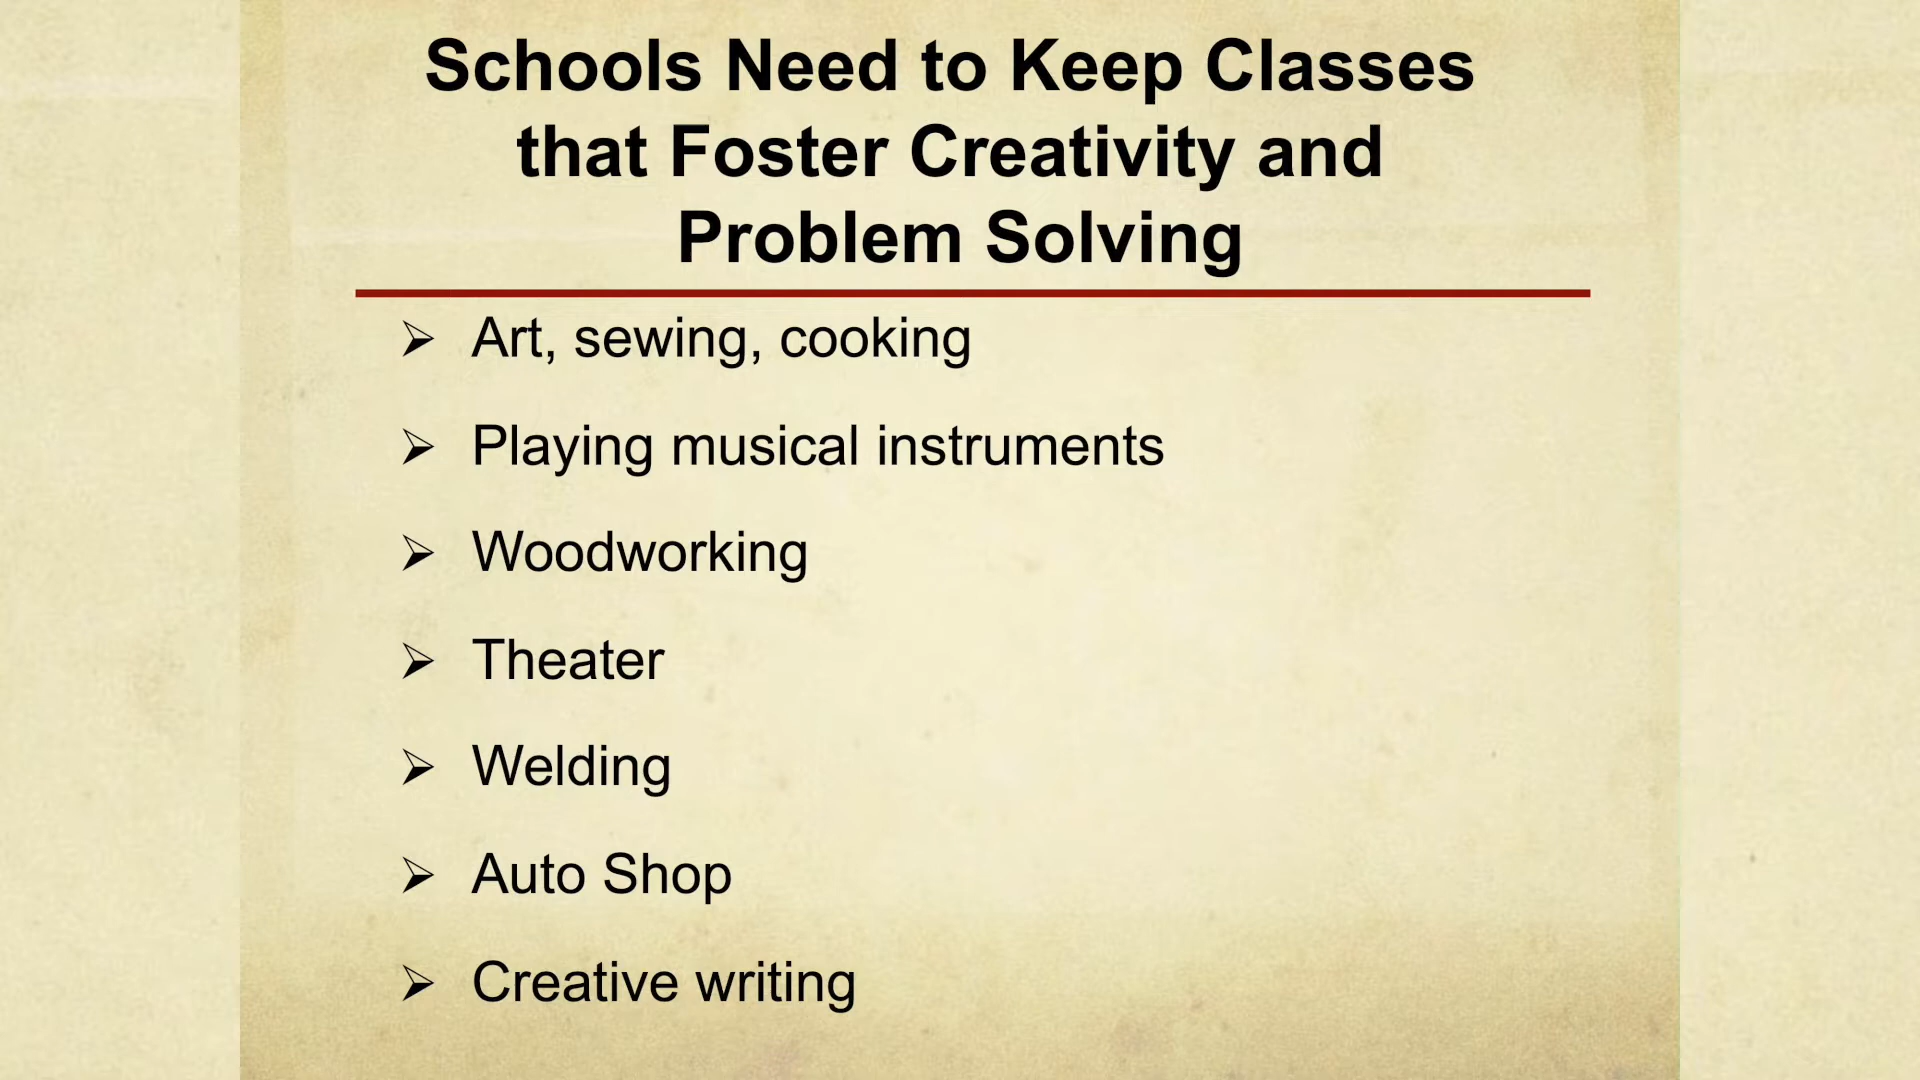 Schools Need to Keep Classes
that Foster Creativity and
Problem Solving
➢ Art, sewing, cooking
➢ Playing musical instruments
➢ Woodworking
➢ Theater
➢ Welding
➢ Auto Shop
➢ Creative writing